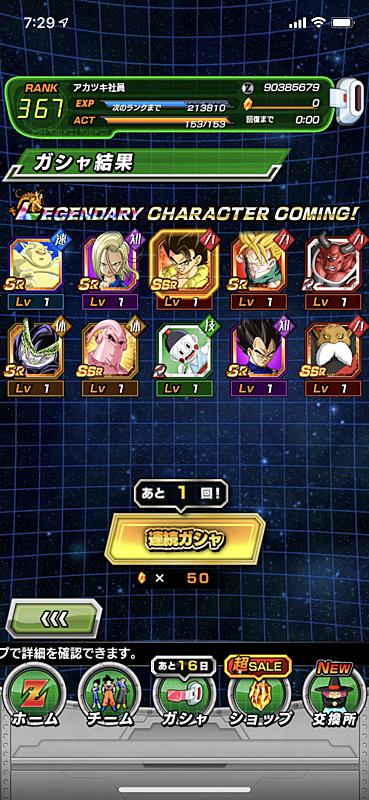 7:29
RANK アカツキ社員 Z 90385679
367 EXP 次のランクまで 213810 0
ACT 153/153 回復まで 0:00
ガシャ結果
LEGENDARY CHARACTER COMING!
速 知 力 力 力
SR SR SSR SR R
Lv 1 Lv 1 Lv 1 Lv 1 Lv 1
体 体 技 知 力
SR SSR R SR SSR
Lv 1 Lv 1 Lv 1 Lv 1 Lv 1
あと 1 回!
連続ガシャ
× 50
プで詳細を確認できます。
あと16日 超SALE NEW
Z
ホーム チーム ガシャ ショップ 交換所